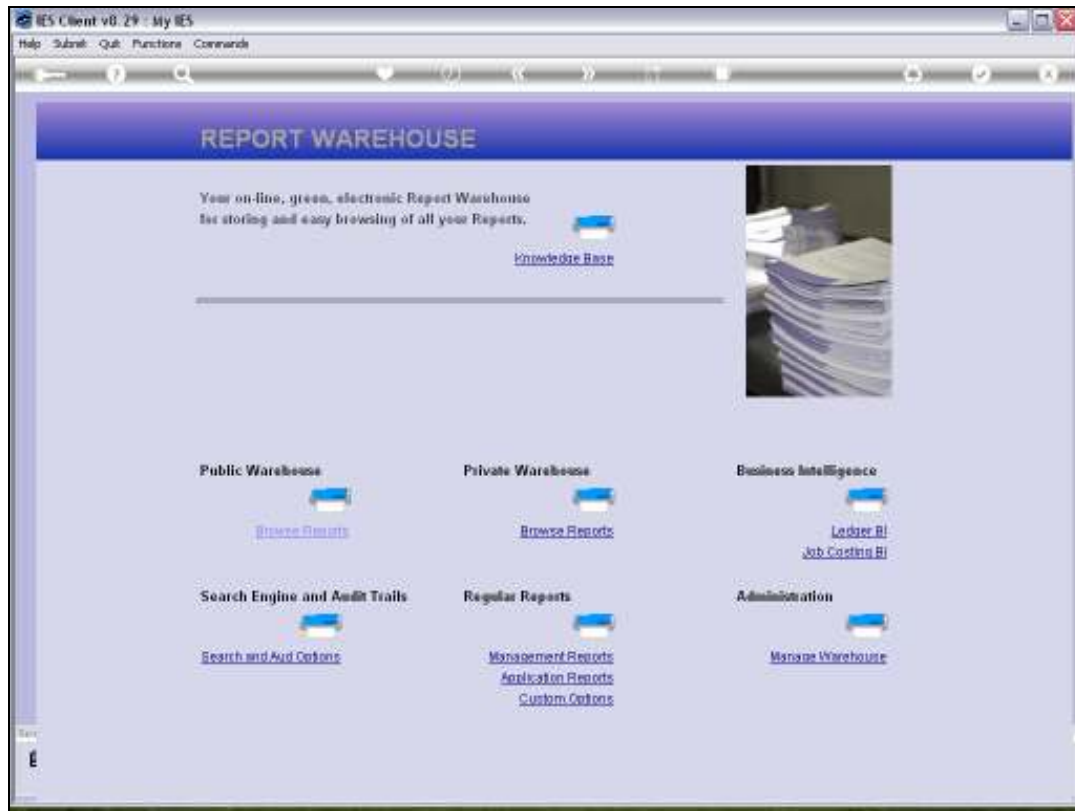 IES Client v8.29 : My IES
Help Submit Quit Functions Commands
REPORT WAREHOUSE
Your on-line, green, electronic Report Warehouse
for storing and easy browsing of all your Reports.
Knowledge Base
Public Warehouse Private Warehouse Business Intelligence
Browse Reports Browse Reports Ledger BI
Job Costing BI
Search Engine and Audit Trails Regular Reports Administration
Search and Aud Options Management Reports Manage Warehouse
Application Reports
Custom Options